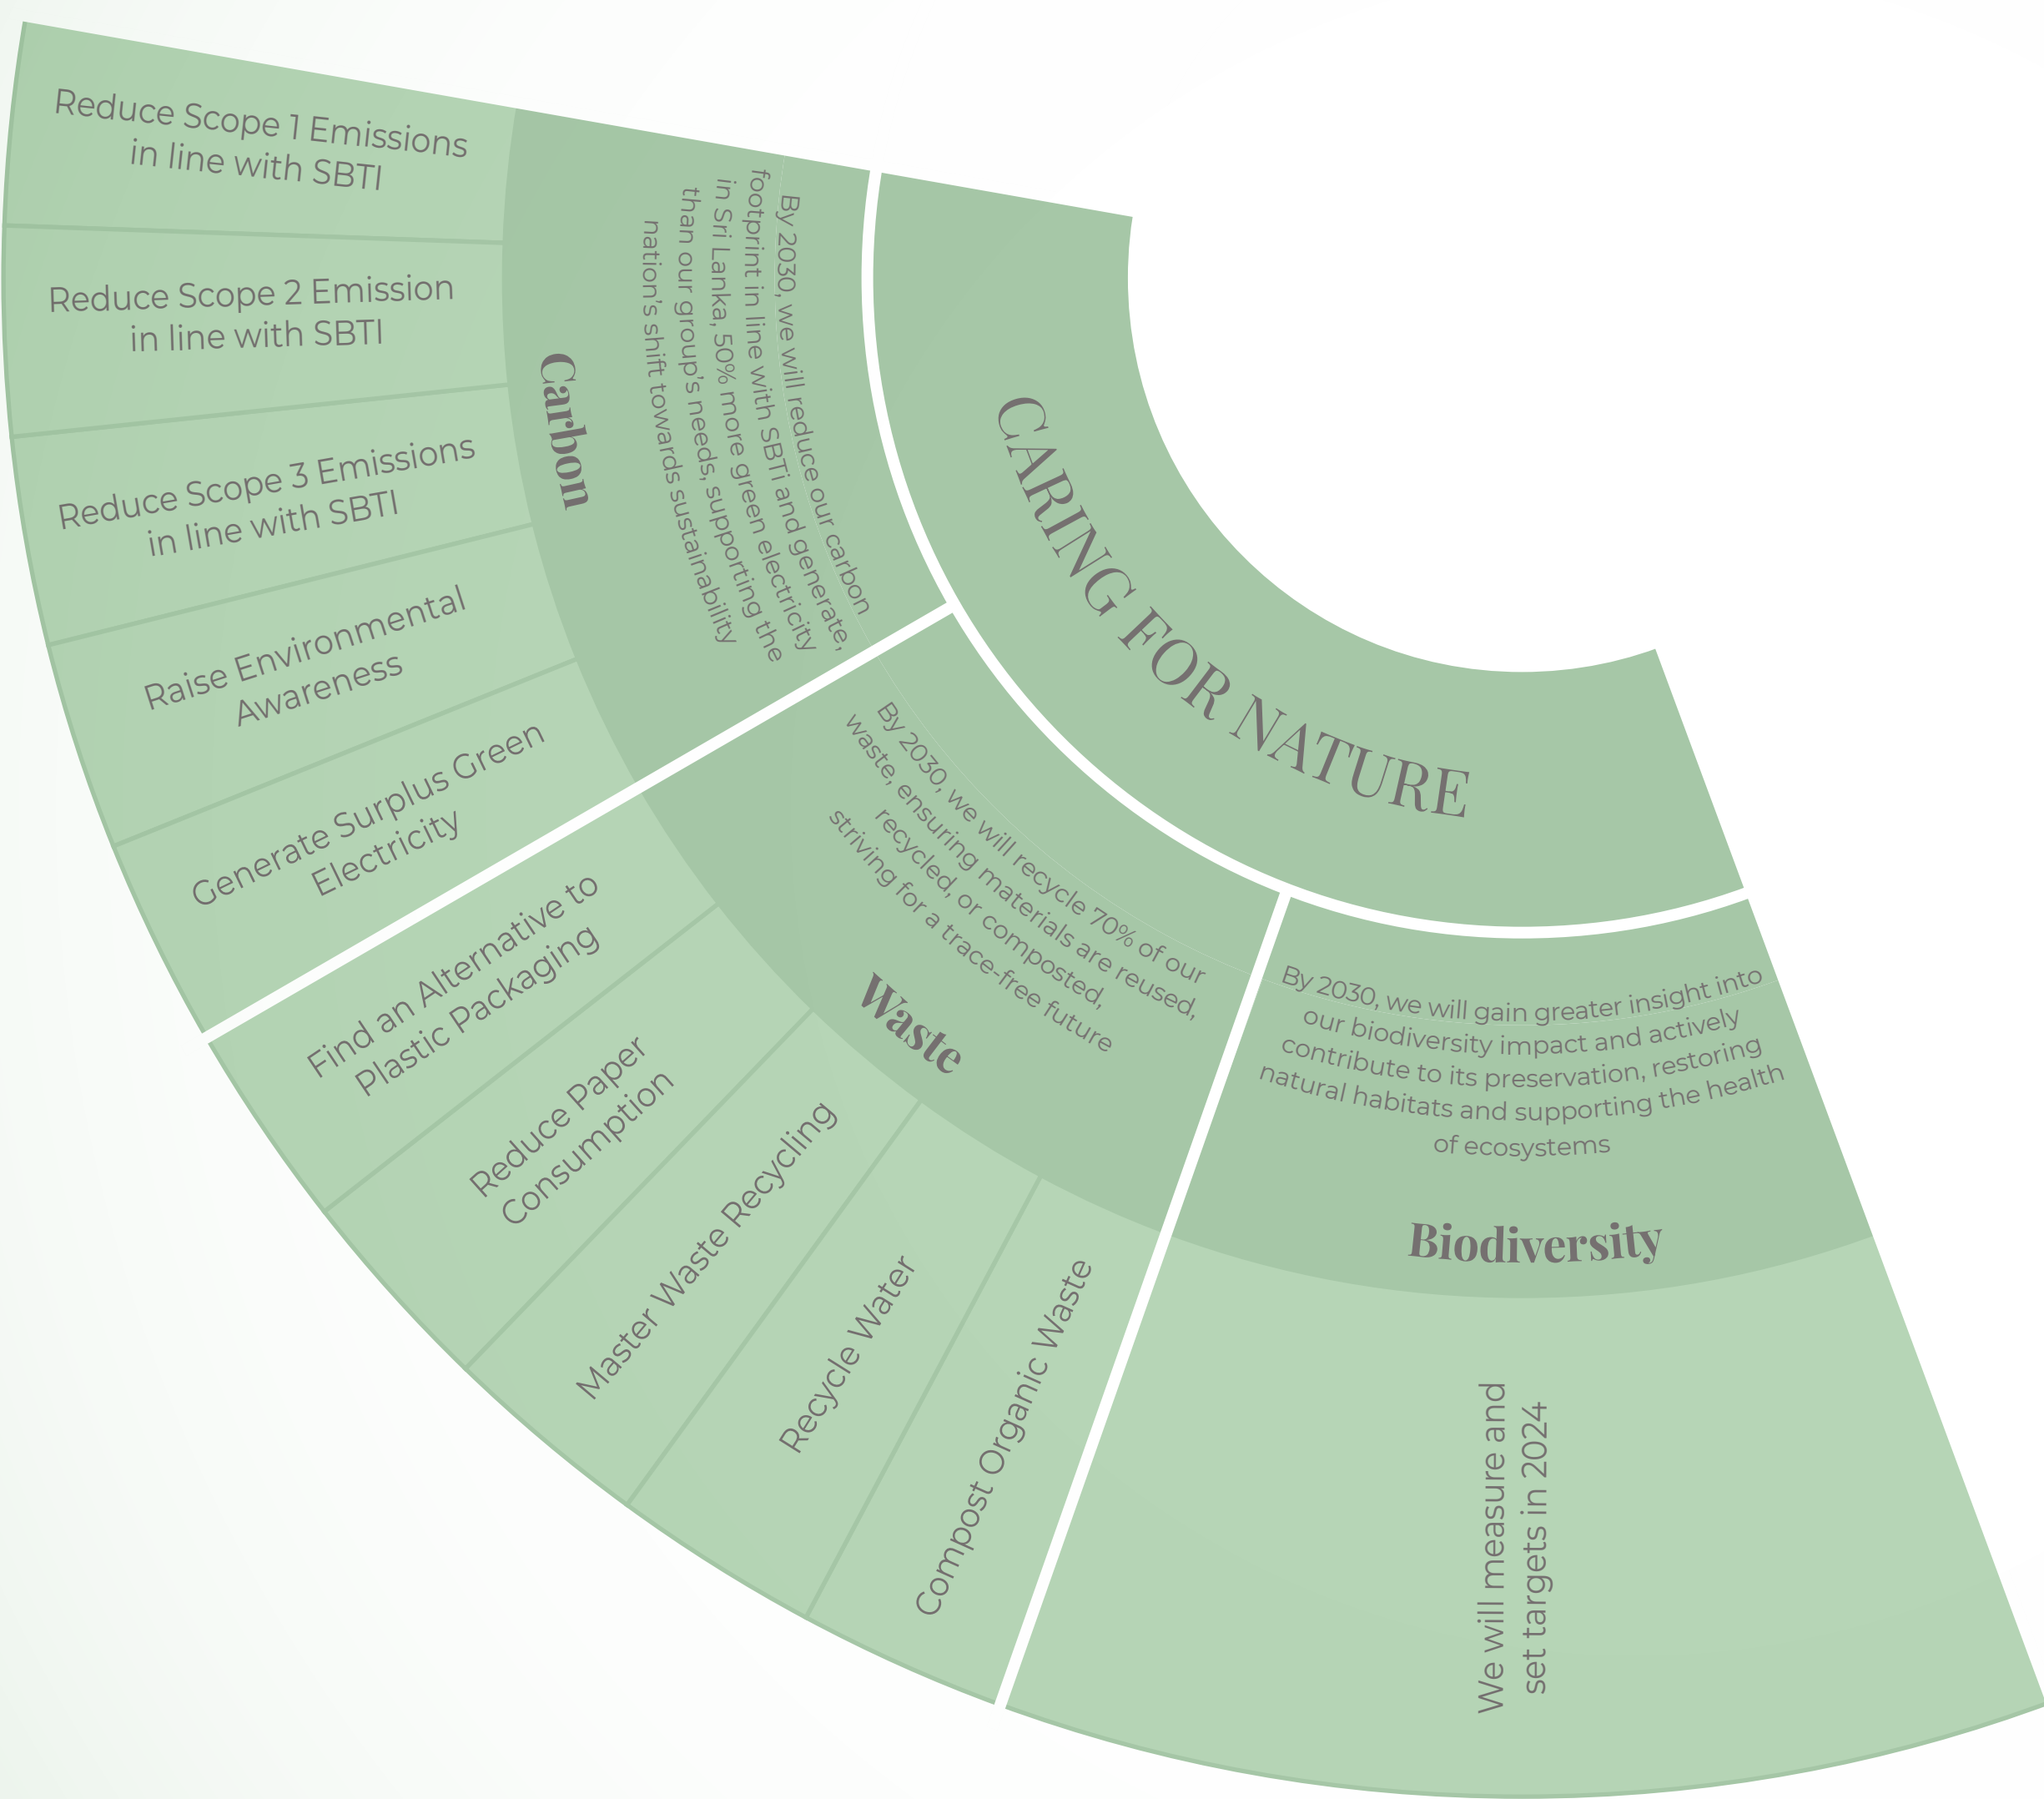 CARING FOR NATURE
By 2030, we will reduce our carbon
footprint in line with SBTi and generate,
in Sri Lanka, 50% more green electricity
than our group's needs, supporting the
nation's shift towards sustainability
Carbon
Reduce Scope 1 Emissions
in line with SBTI
Reduce Scope 2 Emission
in line with SBTI
Reduce Scope 3 Emissions
in line with SBTI
Raise Environmental
Awareness
Generate Surplus Green
Electricity
By 2030, we will recycle 70% of our
waste, ensuring materials are reused,
recycled, or composted,
striving for a trace-free future
Waste
Find an Alternative to
Plastic Packaging
Reduce Paper
Consumption
Master Waste Recycling
Recycle Water
Compost Organic Waste
By 2030, we will gain greater insight into
our biodiversity impact and actively
contribute to its preservation, restoring
natural habitats and supporting the health
of ecosystems
Biodiversity
We will measure and
set targets in 2024